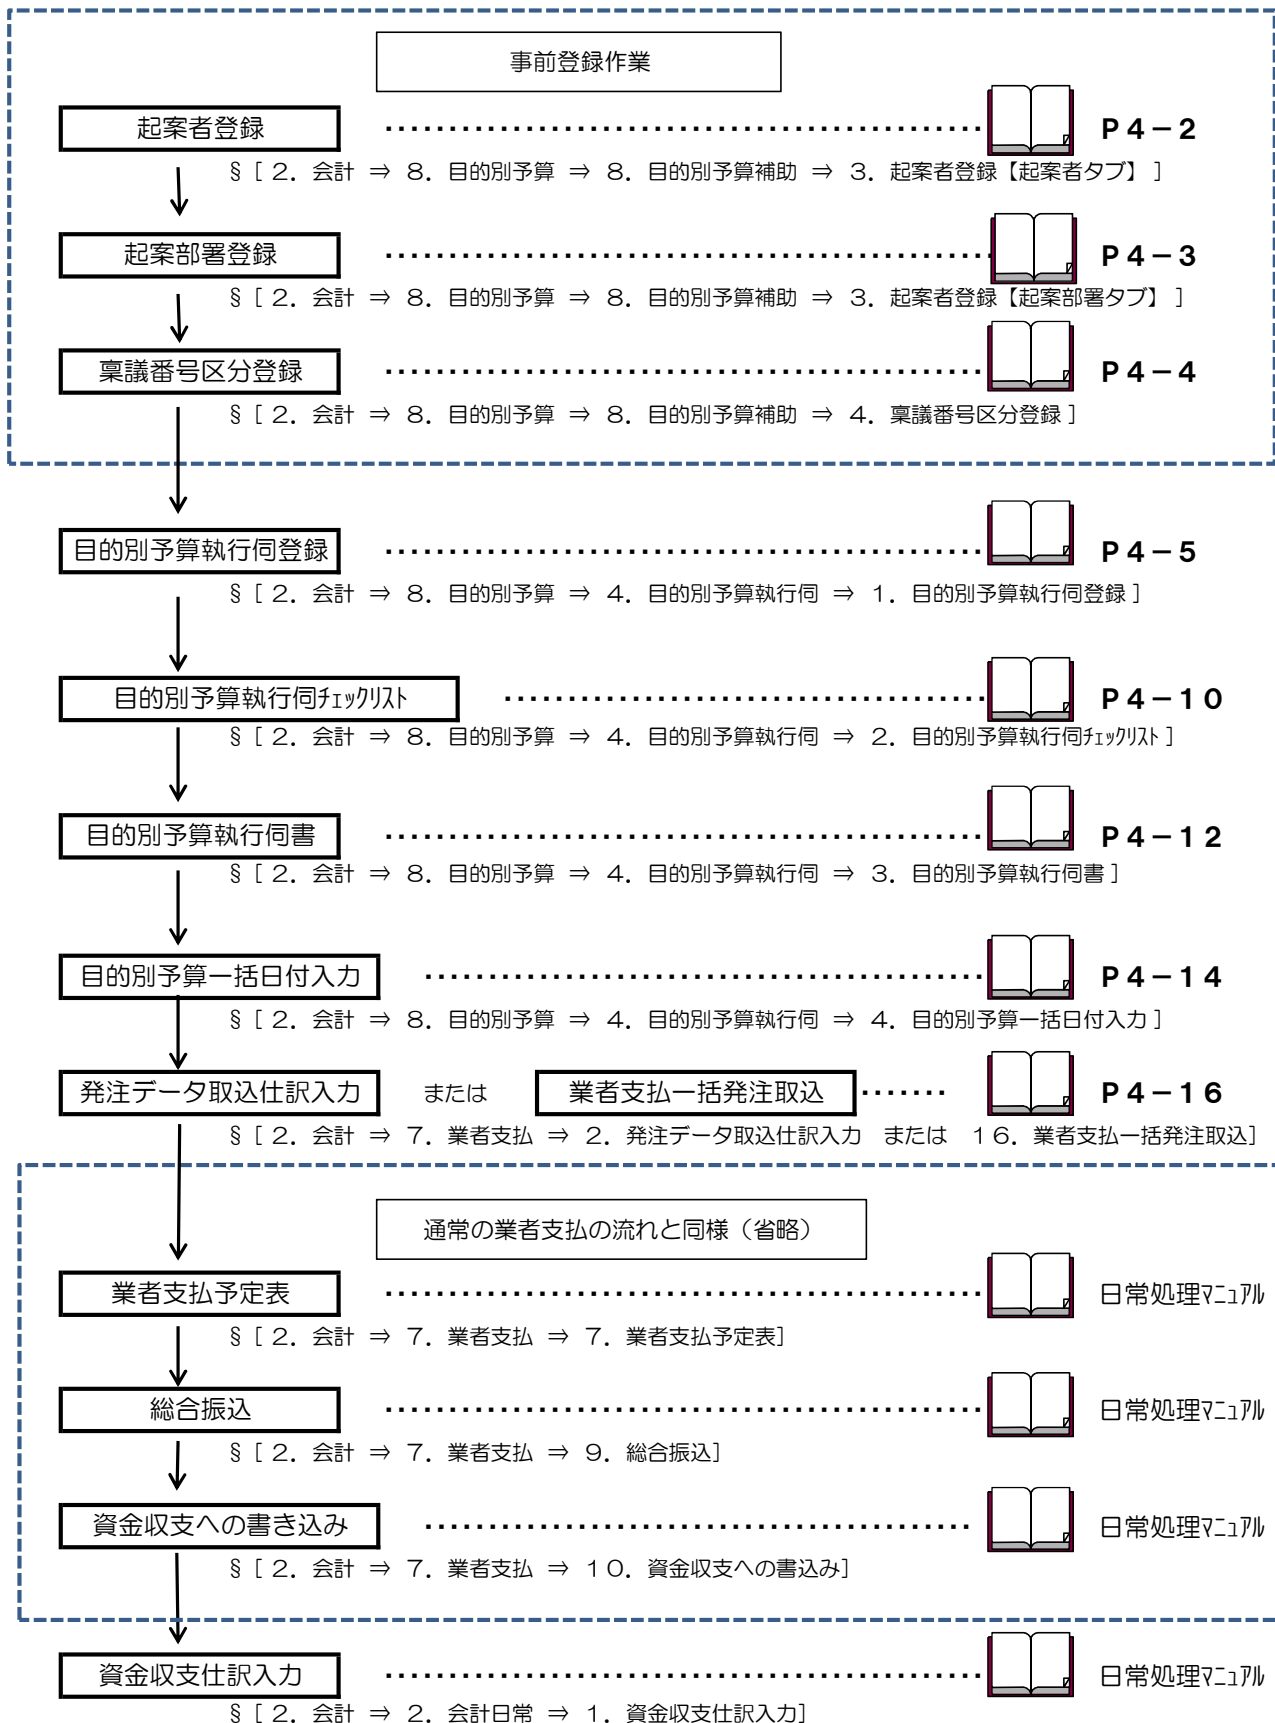 事前登録作業
起案者登録 ・・・・・・・・・・・・・・・・・・・・・・・・・・・・・・・・・・・・・ Ｐ４－２
§［２．会計 ⇒ ８．目的別予算 ⇒ ８．目的別予算補助 ⇒ ３．起案者登録【起案者タブ】］
起案部署登録 ・・・・・・・・・・・・・・・・・・・・・・・・・・・・・・・・・・・・・ Ｐ４－３
§［２．会計 ⇒ ８．目的別予算 ⇒ ８．目的別予算補助 ⇒ ３．起案者登録【起案部署タブ】］
稟議番号区分登録 ・・・・・・・・・・・・・・・・・・・・・・・・・・・・・・・・・・・・・ Ｐ４－４
§［２．会計 ⇒ ８．目的別予算 ⇒ ８．目的別予算補助 ⇒ ４．稟議番号区分登録］
目的別予算執行伺登録 ・・・・・・・・・・・・・・・・・・・・・・・・・・・・・・・・・・・・・ Ｐ４－５
§［２．会計 ⇒ ８．目的別予算 ⇒ ４．目的別予算執行伺 ⇒ １．目的別予算執行伺登録］
目的別予算執行伺ﾁｪｯｸﾘｽﾄ ・・・・・・・・・・・・・・・・・・・・・・・・・・・・・・ Ｐ４－１０
§［２．会計 ⇒ ８．目的別予算 ⇒ ４．目的別予算執行伺 ⇒ ２．目的別予算執行伺ﾁｪｯｸﾘｽﾄ］
目的別予算執行伺書 ・・・・・・・・・・・・・・・・・・・・・・・・・・・・・・・・・・・・・ Ｐ４－１２
§［２．会計 ⇒ ８．目的別予算 ⇒ ４．目的別予算執行伺 ⇒ ３．目的別予算執行伺書］
目的別予算一括日付入力 ・・・・・・・・・・・・・・・・・・・・・・・・・・・・・・・・・・・ Ｐ４－１４
§［２．会計 ⇒ ８．目的別予算 ⇒ ４．目的別予算執行伺 ⇒ ４．目的別予算一括日付入力］
発注データ取込仕訳入力 または 業者支払一括発注取込 ・・・・・・ Ｐ４－１６
§［２．会計 ⇒ ７．業者支払 ⇒ ２．発注データ取込仕訳入力 または １６．業者支払一括発注取込］
通常の業者支払の流れと同様（省略）
業者支払予定表 ・・・・・・・・・・・・・・・・・・・・・・・・・・・・・・・・・・・・・ 日常処理ﾏﾆｭｱﾙ
§［２．会計 ⇒ ７．業者支払 ⇒ ７．業者支払予定表］
総合振込 ・・・・・・・・・・・・・・・・・・・・・・・・・・・・・・・・・・・・・ 日常処理ﾏﾆｭｱﾙ
§［２．会計 ⇒ ７．業者支払 ⇒ ９．総合振込］
資金収支への書き込み ・・・・・・・・・・・・・・・・・・・・・・・・・・・・・・・・・・ 日常処理ﾏﾆｭｱﾙ
§［２．会計 ⇒ ７．業者支払 ⇒ １０．資金収支への書込み］
資金収支仕訳入力 ・・・・・・・・・・・・・・・・・・・・・・・・・・・・・・・・・・・・・ 日常処理ﾏﾆｭｱﾙ
§［２．会計 ⇒ ２．会計日常 ⇒ １．資金収支仕訳入力］